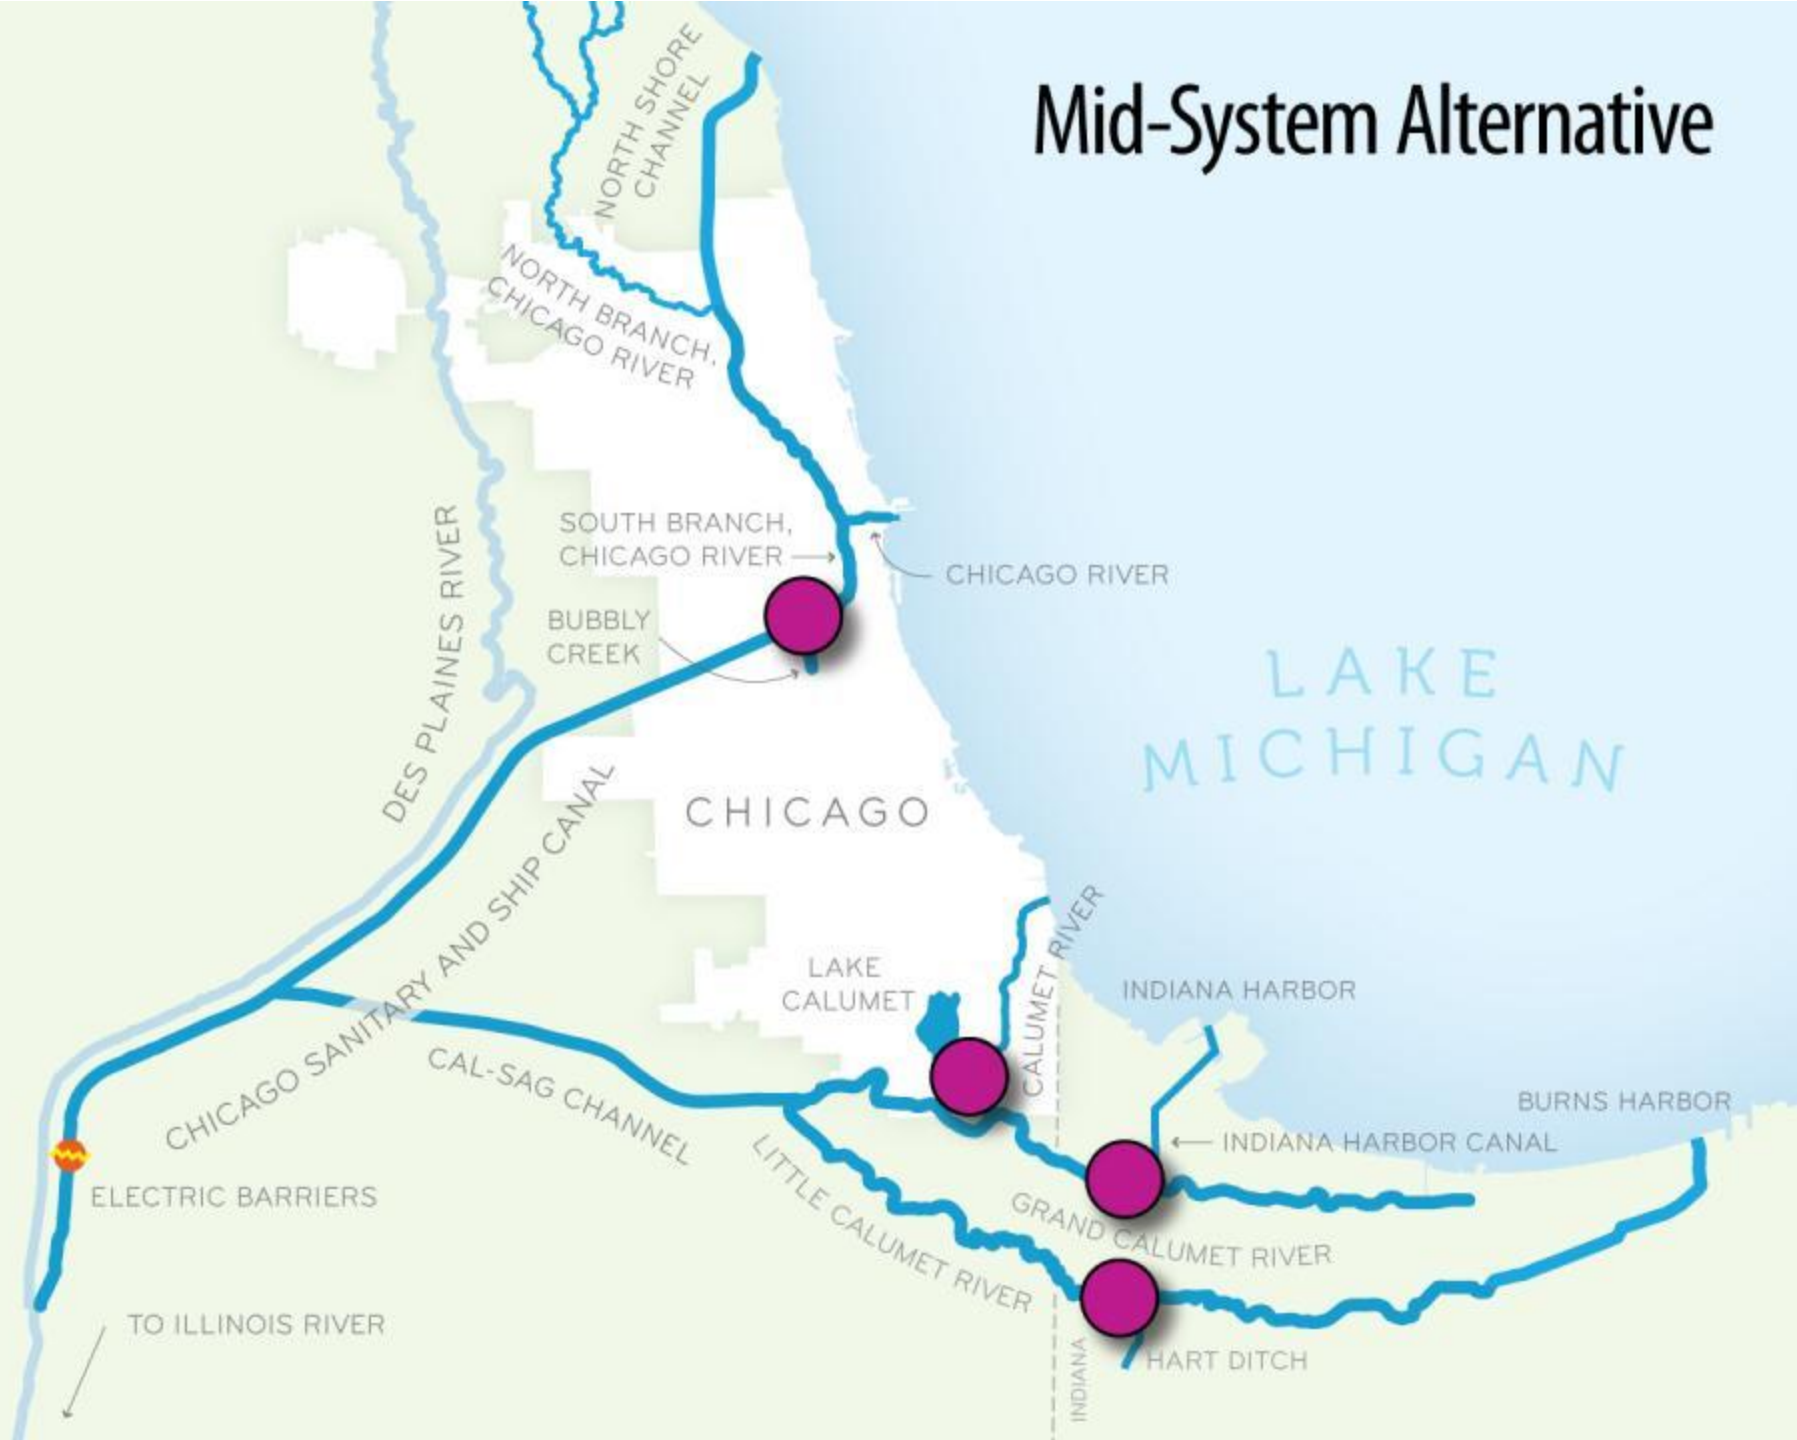 Mid-System Alternative
NORTH SHORE
CHANNEL
NORTH BRANCH,
CHICAGO RIVER
SOUTH BRANCH,
CHICAGO RIVER
CHICAGO RIVER
BUBBLY
CREEK
DES PLAINES RIVER
LAKE
MICHIGAN
CHICAGO
CHICAGO SANITARY AND SHIP CANAL
CALUMET RIVER
LAKE
CALUMET
INDIANA HARBOR
CAL-SAG CHANNEL
BURNS HARBOR
INDIANA HARBOR CANAL
ELECTRIC BARRIERS
LITTLE CALUMET RIVER
GRAND CALUMET RIVER
TO ILLINOIS RIVER
HART DITCH
INDIANA